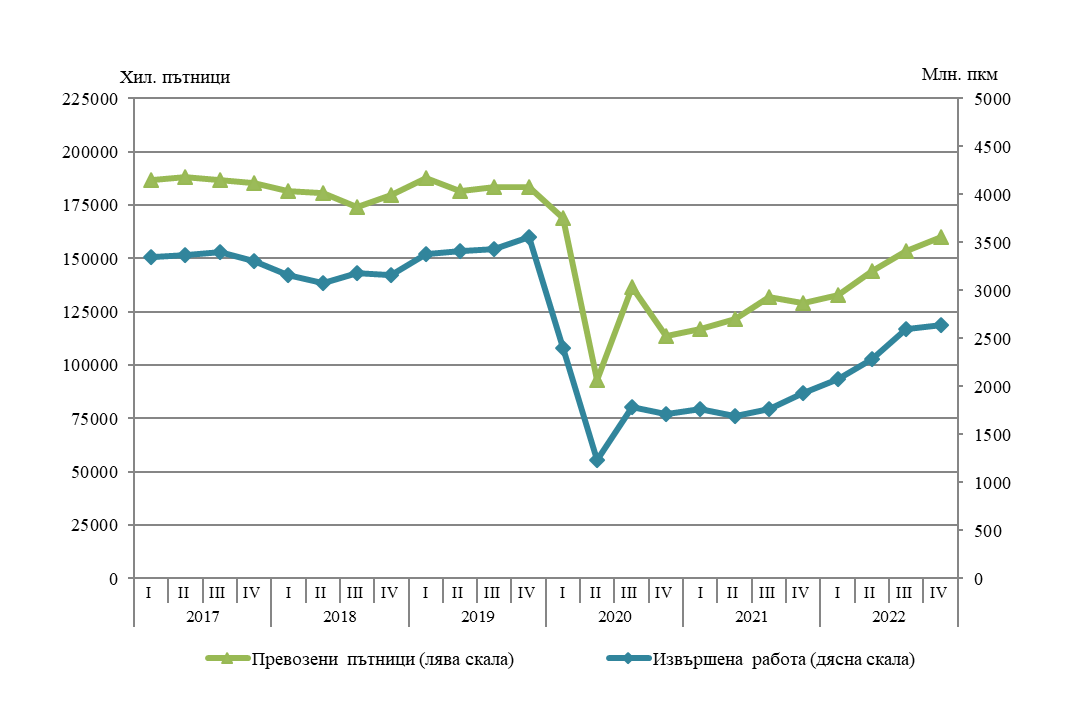 Хил. пътници Млн. пкм
225000 5000
200000 4500
175000 4000
150000 3500
125000 3000
100000 2500
75000 2000
50000 1500
25000 1000
0 500
0
I II III IV I II III IV I II III IV I II III IV I II III IV I II III IV
2017 2018 2019 2020 2021 2022
Превозени пътници (лява скала) Извършена работа (дясна скала)